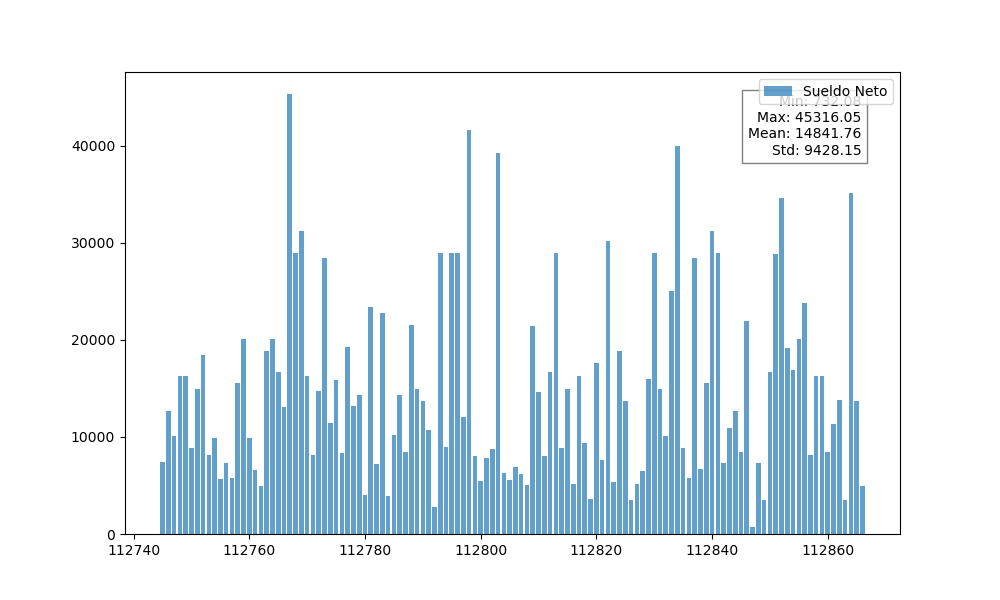 Sueldo Neto
Min: 732.08
Max: 45316.05
Mean: 14841.76
Std: 9428.15
40000
30000
20000
10000
0
112740 112760 112780 112800 112820 112840 112860